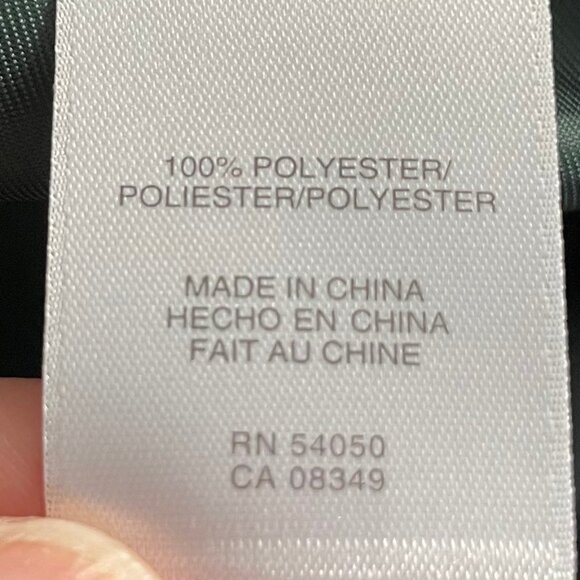 100% POLYESTER/
POLIESTER/POLYESTER
MADE IN CHINA
HECHO EN CHINA
FAIT AU CHINE
RN 54050
CA 08349